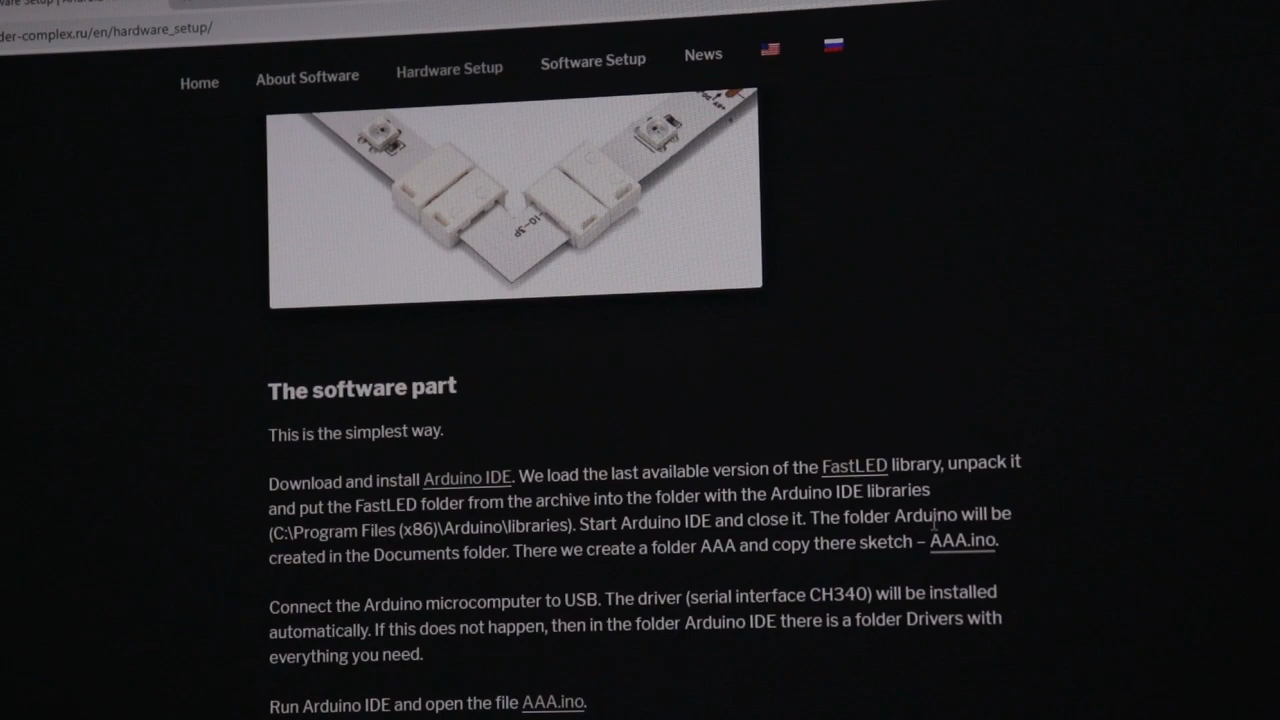 der-complex.ru/en/hardware_setup/
Home About Software Hardware Setup Software Setup News
10-3P
The software part
This is the simplest way.
Download and install Arduino IDE. We load the last available version of the FastLED library, unpack it
and put the FastLED folder from the archive into the folder with the Arduino IDE libraries
(C:\Program Files (x86)\Arduino\libraries). Start Arduino IDE and close it. The folder Arduino will be
created in the Documents folder. There we create a folder AAA and copy there sketch – AAA.ino.
Connect the Arduino microcomputer to USB. The driver (serial interface CH340) will be installed
automatically. If this does not happen, then in the folder Arduino IDE there is a folder Drivers with
everything you need.
Run Arduino IDE and open the file AAA.ino.